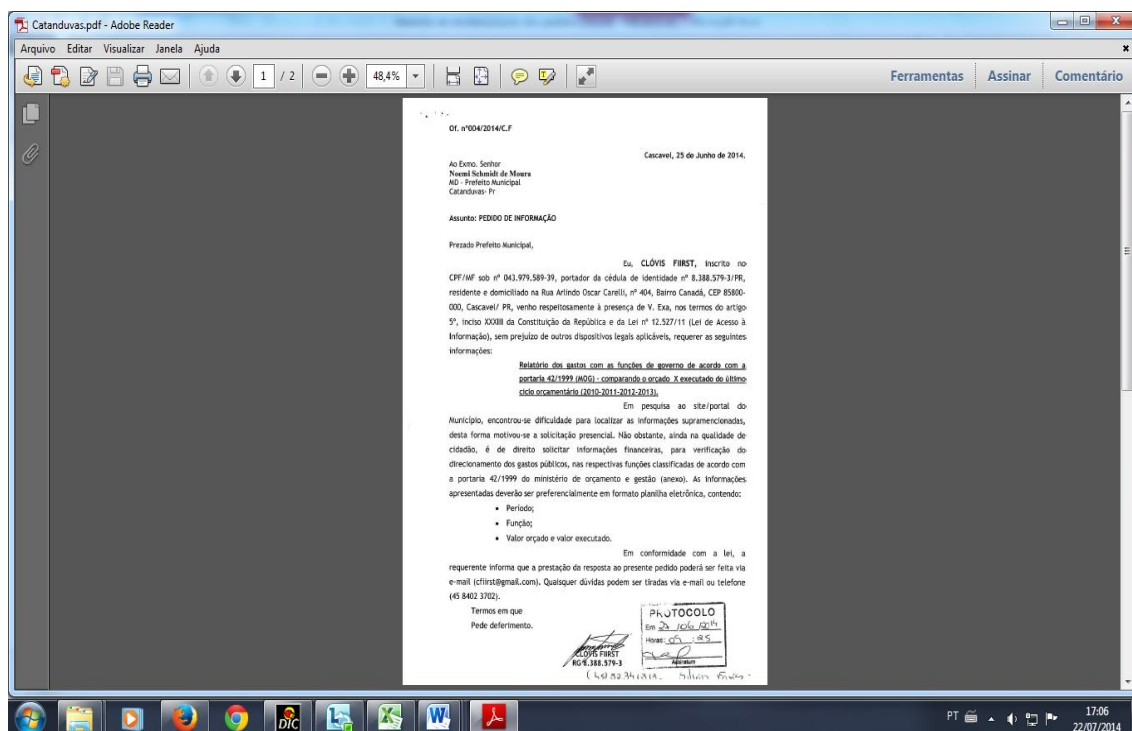 Catanduvas.pdf - Adobe Reader
Arquivo Editar Visualizar Janela Ajuda
1 / 2 48,4% Ferramentas Assinar Comentário
Of. nº004/2014/C.F
Cascavel, 25 de Junho de 2014.
Ao Exmo. Senhor
Noemi Schmidt de Moura
MD - Prefeito Municipal
Catanduvas- Pr
Assunto: PEDIDO DE INFORMAÇÃO
Prezado Prefeito Municipal,
Eu, CLÓVIS FIIRST, inscrito no
CPF/MF sob nº 043.979.589-39, portador da cédula de identidade nº 8.388.579-3/PR,
residente e domiciliado na Rua Arlindo Oscar Carelli, nº 404, Bairro Canadá, CEP 85800-
000, Cascavel/ PR, venho respeitosamente à presença de V. Exa, nos termos do artigo
5º, inciso XXXIII da Constituição da República e da Lei nº 12.527/11 (Lei de Acesso à
Informação), sem prejuízo de outros dispositivos legais aplicáveis, requerer as seguintes
informações:
Relatório dos gastos com as funções de governo de acordo com a
portaria 42/1999 (MOG) - comparando o orçado X executado do último
ciclo orçamentário (2010-2011-2012-2013).
Em pesquisa ao site/portal do
Município, encontrou-se dificuldade para localizar as informações supramencionadas,
desta forma motivou-se a solicitação presencial. Não obstante, ainda na qualidade de
cidadão, é de direito solicitar informações financeiras, para verificação do
direcionamento dos gastos públicos, nas respectivas funções classificadas de acordo com
a portaria 42/1999 do ministério de orçamento e gestão (anexo). As informações
apresentadas deverão ser preferencialmente em formato planilha eletrônica, contendo:
• Período;
• Função;
• Valor orçado e valor executado.
Em conformidade com a lei, a
requerente informa que a prestação da resposta ao presente pedido poderá ser feita via
e-mail (cfiirst@gmail.com). Quaisquer dúvidas podem ser tiradas via e-mail ou telefone
(45 8402 3702).
Termos em que
Pede deferimento.
CLÓVIS FIIRST
RG 8.388.579-3
PROTOCOLO
Em 27 / 06 / 2014
Horas: 09 : 25
Assinatura
PT
17:06
22/07/2014